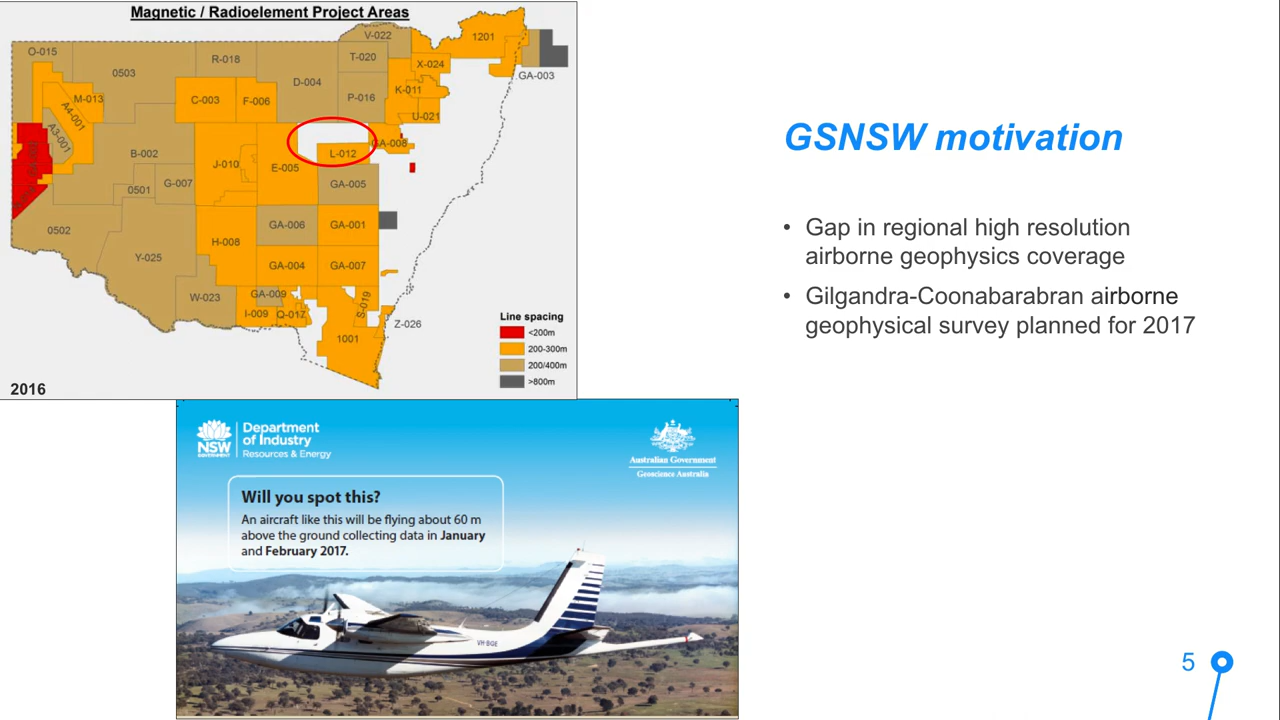 Magnetic / Radioelement Project Areas
V-022
1201
O-015
0503
R-018
T-020
X-024
D-004
GA-003
M-013
C-003
F-006
P-016
K-011
A4-001
U-021
A3-001
B-002
J-010
E-005
L-012
GA-008
0501
G-007
GA-005
0502
H-008
GA-006
GA-001
Y-025
GA-004
GA-007
W-023
GA-009
I-009
Q-017
S-019
Z-026
1001
Line spacing
<200m
200-300m
200/400m
>800m
2016
GSNSW motivation
• Gap in regional high resolution
airborne geophysics coverage
• Gilgandra-Coonabarabran airborne
geophysical survey planned for 2017
NSW
GOVERNMENT
Department
of Industry
Resources & Energy
Australian Government
Geoscience Australia
Will you spot this?
An aircraft like this will be flying about 60 m
above the ground collecting data in January
and February 2017.
VH-BGE
5